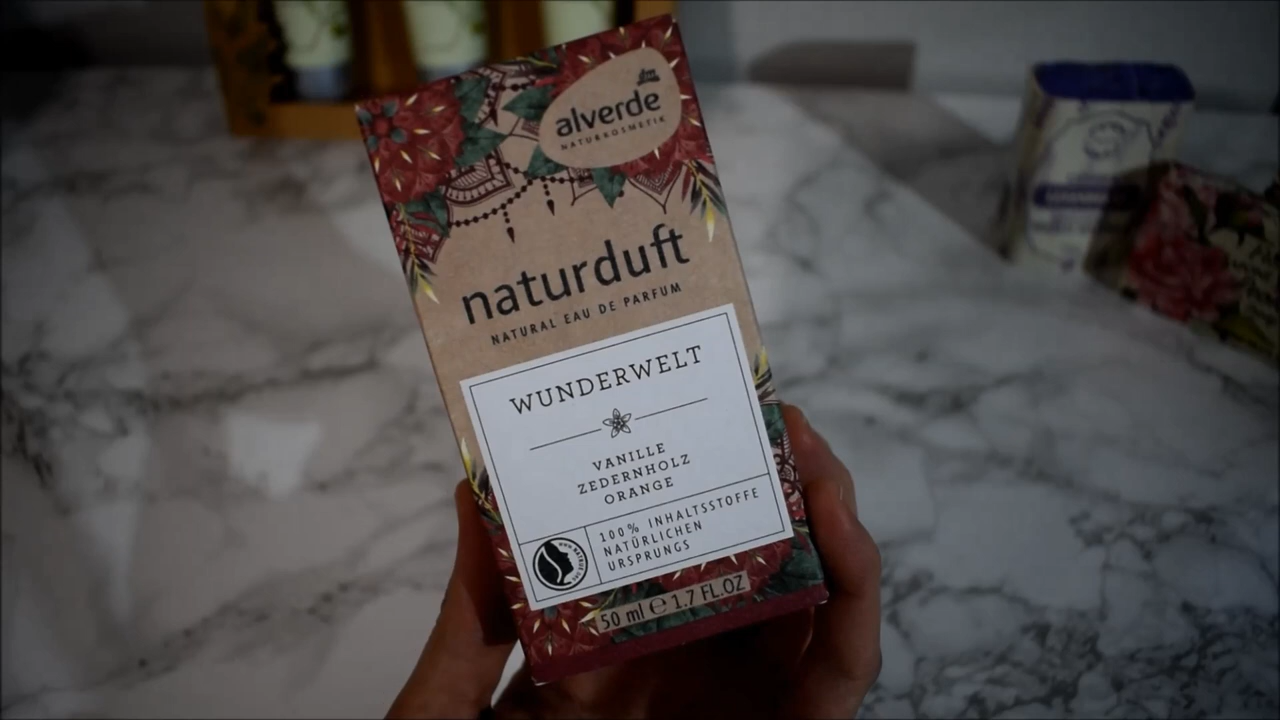 dm
alverde
NATURKOSMETIK
naturduft
NATURAL EAU DE PARFUM
WUNDERWELT
VANILLE
ZEDERNHOLZ
ORANGE
100% INHALTSSTOFFE
NATÜRLICHEN
URSPRUNGS
50 ml ℮ 1.7 FL.OZ